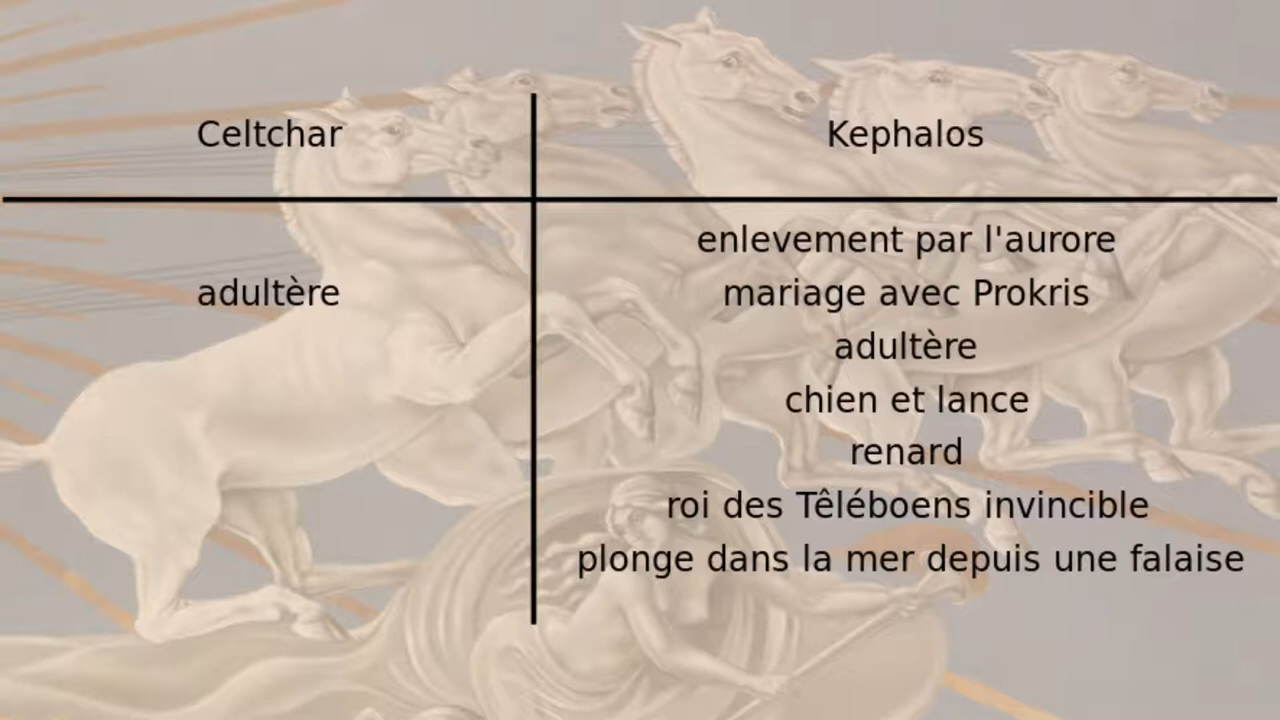 Celtchar
Kephalos
enlevement par l'aurore
adultère
mariage avec Prokris
adultère
chien et lance
renard
roi des Têléboens invincible
plonge dans la mer depuis une falaise